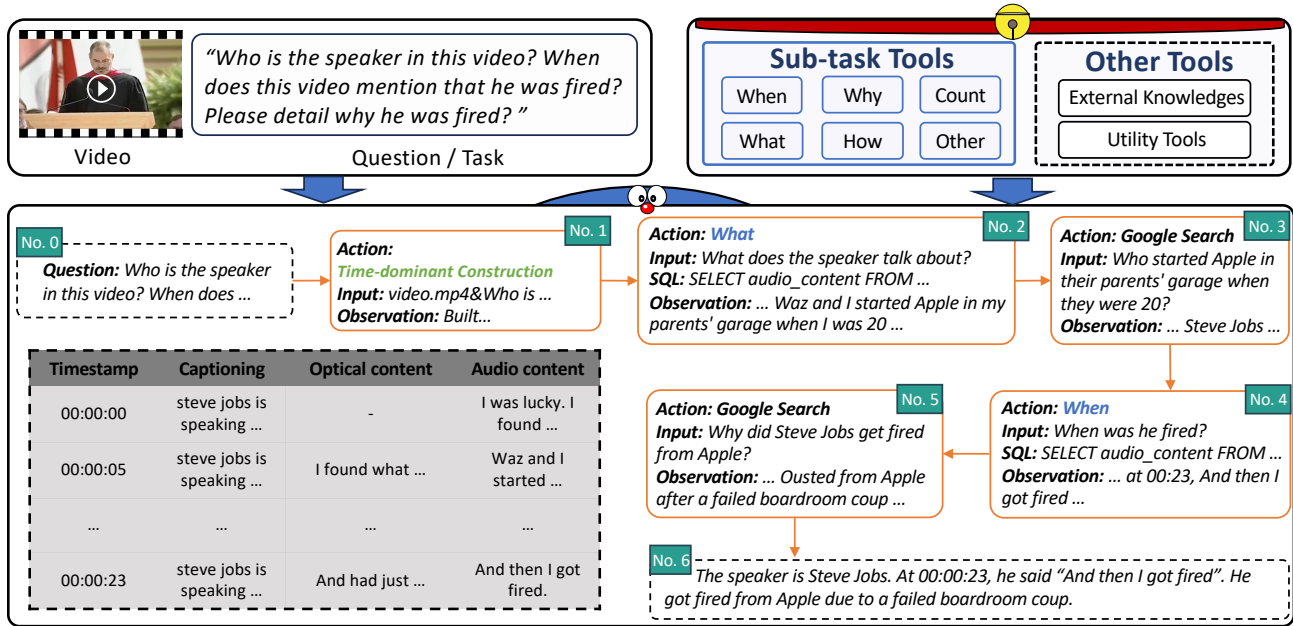 “Who is the speaker in this video? When
does this video mention that he was fired?
Please detail why he was fired? ”
Video
Question / Task
Sub-task Tools
When
Why
Count
What
How
Other
Other Tools
External Knowledges
Utility Tools
No. 0
Question: Who is the speaker
in this video? When does ...
No. 1
Action:
Time-dominant Construction
Input: video.mp4&Who is ...
Observation: Built...
No. 2
Action: What
Input: What does the speaker talk about?
SQL: SELECT audio_content FROM ...
Observation: ... Waz and I started Apple in my
parents' garage when I was 20 ...
No. 3
Action: Google Search
Input: Who started Apple in
their parents' garage when
they were 20?
Observation: ... Steve Jobs ...
No. 4
Action: When
Input: When was he fired?
SQL: SELECT audio_content FROM ...
Observation: ... at 00:23, And then I
got fired ...
No. 5
Action: Google Search
Input: Why did Steve Jobs get fired
from Apple?
Observation: ... Ousted from Apple
after a failed boardroom coup ...
No. 6
The speaker is Steve Jobs. At 00:00:23, he said “And then I got fired”. He
got fired from Apple due to a failed boardroom coup.
Timestamp Captioning Optical content Audio content
00:00:00 steve jobs is speaking ... - I was lucky. I found ...
00:00:05 steve jobs is speaking ... I found what ... Waz and I started ...
... ... ... ...
00:00:23 steve jobs is speaking ... And had just ... And then I got fired.